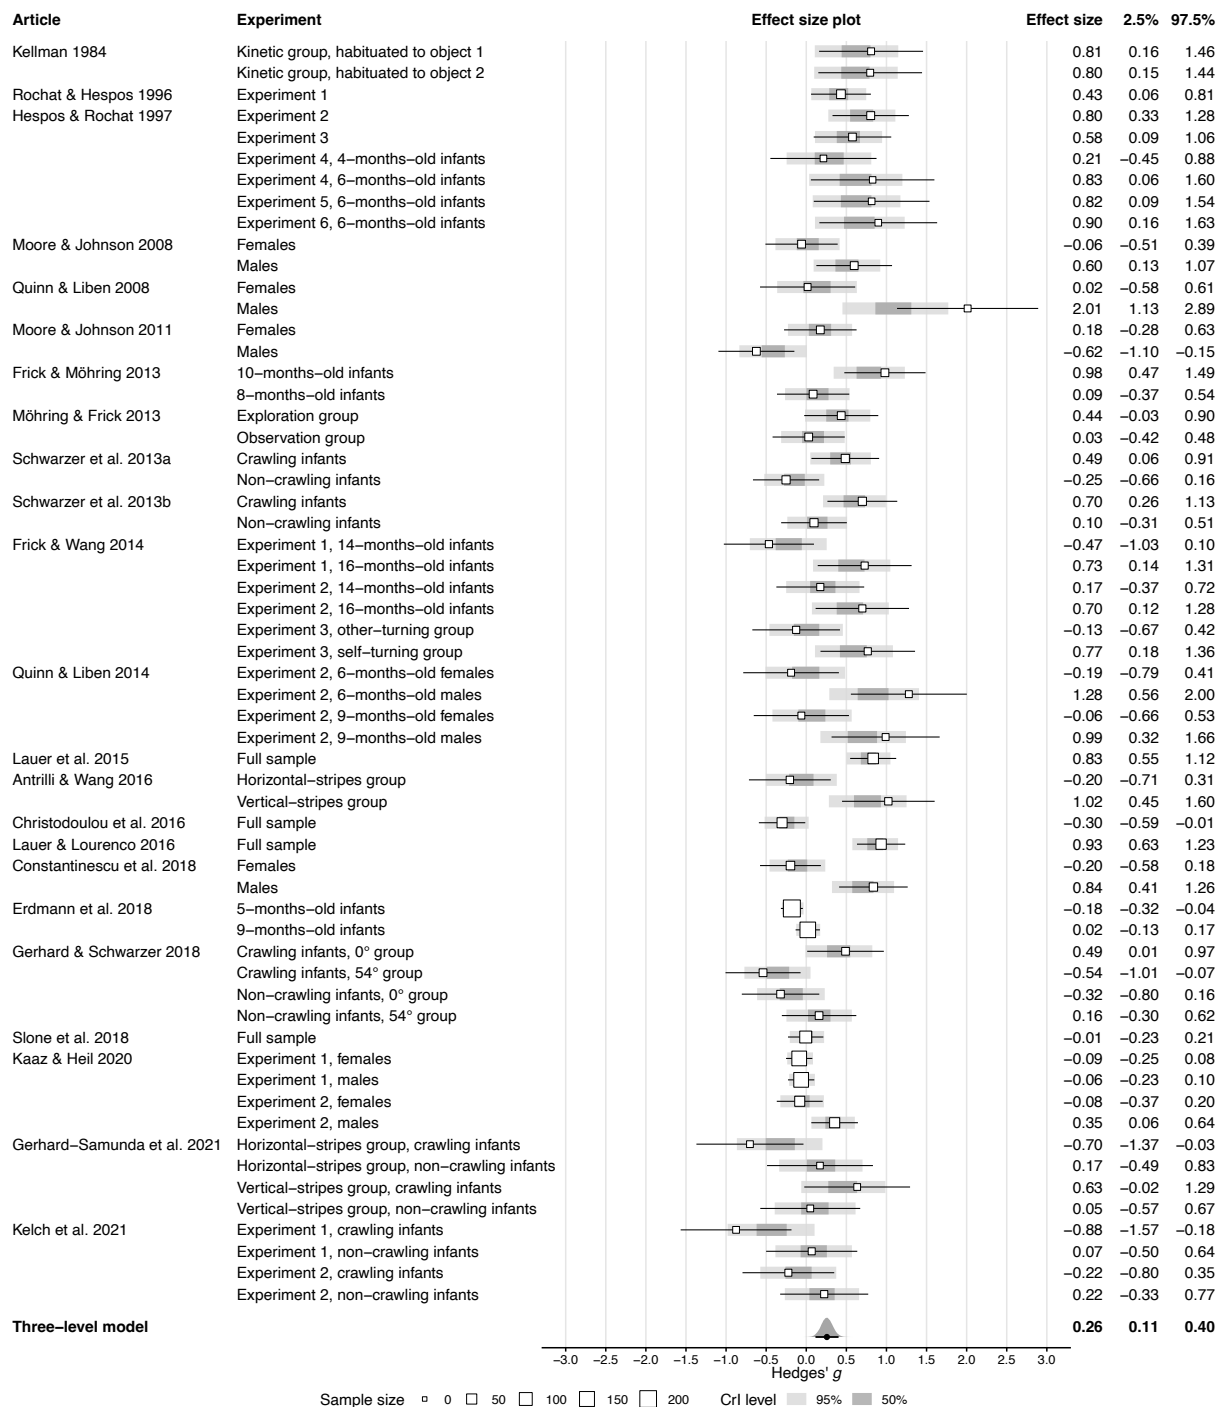 Article Experiment Effect size plot Effect size 2.5% 97.5%
Kellman 1984 Kinetic group, habituated to object 1 0.81 0.16 1.46
Kinetic group, habituated to object 2 0.80 0.15 1.44
Rochat & Hespos 1996 Experiment 1 0.43 0.06 0.81
Hespos & Rochat 1997 Experiment 2 0.80 0.33 1.28
Experiment 3 0.58 0.09 1.06
Experiment 4, 4−months−old infants 0.21 −0.45 0.88
Experiment 4, 6−months−old infants 0.83 0.06 1.60
Experiment 5, 6−months−old infants 0.82 0.09 1.54
Experiment 6, 6−months−old infants 0.90 0.16 1.63
Moore & Johnson 2008 Females −0.06 −0.51 0.39
Males 0.60 0.13 1.07
Quinn & Liben 2008 Females 0.02 −0.58 0.61
Males 2.01 1.13 2.89
Moore & Johnson 2011 Females 0.18 −0.28 0.63
Males −0.62 −1.10 −0.15
Frick & Möhring 2013 10−months−old infants 0.98 0.47 1.49
8−months−old infants 0.09 −0.37 0.54
Möhring & Frick 2013 Exploration group 0.44 −0.03 0.90
Observation group 0.03 −0.42 0.48
Schwarzer et al. 2013a Crawling infants 0.49 0.06 0.91
Non−crawling infants −0.25 −0.66 0.16
Schwarzer et al. 2013b Crawling infants 0.70 0.26 1.13
Non−crawling infants 0.10 −0.31 0.51
Frick & Wang 2014 Experiment 1, 14−months−old infants −0.47 −1.03 0.10
Experiment 1, 16−months−old infants 0.73 0.14 1.31
Experiment 2, 14−months−old infants 0.17 −0.37 0.72
Experiment 2, 16−months−old infants 0.70 0.12 1.28
Experiment 3, other−turning group −0.13 −0.67 0.42
Experiment 3, self−turning group 0.77 0.18 1.36
Quinn & Liben 2014 Experiment 2, 6−months−old females −0.19 −0.79 0.41
Experiment 2, 6−months−old males 1.28 0.56 2.00
Experiment 2, 9−months−old females −0.06 −0.66 0.53
Experiment 2, 9−months−old males 0.99 0.32 1.66
Lauer et al. 2015 Full sample 0.83 0.55 1.12
Antrilli & Wang 2016 Horizontal−stripes group −0.20 −0.71 0.31
Vertical−stripes group 1.02 0.45 1.60
Christodoulou et al. 2016 Full sample −0.30 −0.59 −0.01
Lauer & Lourenco 2016 Full sample 0.93 0.63 1.23
Constantinescu et al. 2018 Females −0.20 −0.58 0.18
Males 0.84 0.41 1.26
Erdmann et al. 2018 5−months−old infants −0.18 −0.32 −0.04
9−months−old infants 0.02 −0.13 0.17
Gerhard & Schwarzer 2018 Crawling infants, 0° group 0.49 0.01 0.97
Crawling infants, 54° group −0.54 −1.01 −0.07
Non−crawling infants, 0° group −0.32 −0.80 0.16
Non−crawling infants, 54° group 0.16 −0.30 0.62
Slone et al. 2018 Full sample −0.01 −0.23 0.21
Kaaz & Heil 2020 Experiment 1, females −0.09 −0.25 0.08
Experiment 1, males −0.06 −0.23 0.10
Experiment 2, females −0.08 −0.37 0.20
Experiment 2, males 0.35 0.06 0.64
Gerhard−Samunda et al. 2021 Horizontal−stripes group, crawling infants −0.70 −1.37 −0.03
Horizontal−stripes group, non−crawling infants 0.17 −0.49 0.83
Vertical−stripes group, crawling infants 0.63 −0.02 1.29
Vertical−stripes group, non−crawling infants 0.05 −0.57 0.67
Kelch et al. 2021 Experiment 1, crawling infants −0.88 −1.57 −0.18
Experiment 1, non−crawling infants 0.07 −0.50 0.64
Experiment 2, crawling infants −0.22 −0.80 0.35
Experiment 2, non−crawling infants 0.22 −0.33 0.77
Three−level model 0.26 0.11 0.40
−3.0 −2.5 −2.0 −1.5 −1.0 −0.5 0.0 0.5 1.0 1.5 2.0 2.5 3.0
Hedges' g
Sample size 0 50 100 150 200 CrI level 95% 50%